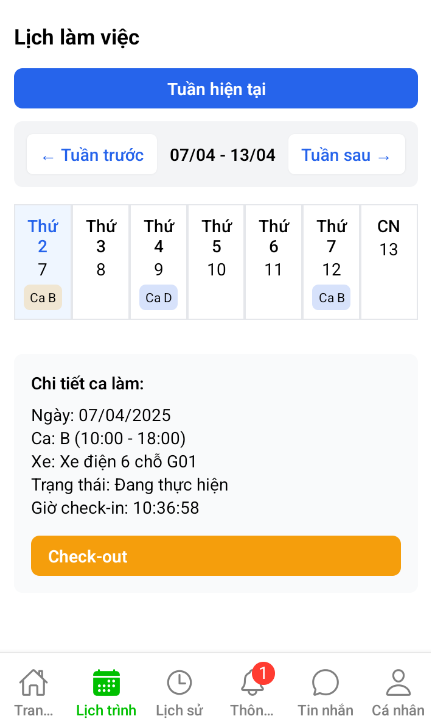 Lịch làm việc
Tuần hiện tại
← Tuần trước 07/04 - 13/04 Tuần sau →
Thứ 2 Thứ 3 Thứ 4 Thứ 5 Thứ 6 Thứ 7 CN
7 8 9 10 11 12 13
Ca B Ca D Ca B
Chi tiết ca làm:
Ngày: 07/04/2025
Ca: B (10:00 - 18:00)
Xe: Xe điện 6 chỗ G01
Trạng thái: Đang thực hiện
Giờ check-in: 10:36:58
Check-out
1
Tran... Lịch trình Lịch sử Thôn... Tin nhắn Cá nhân